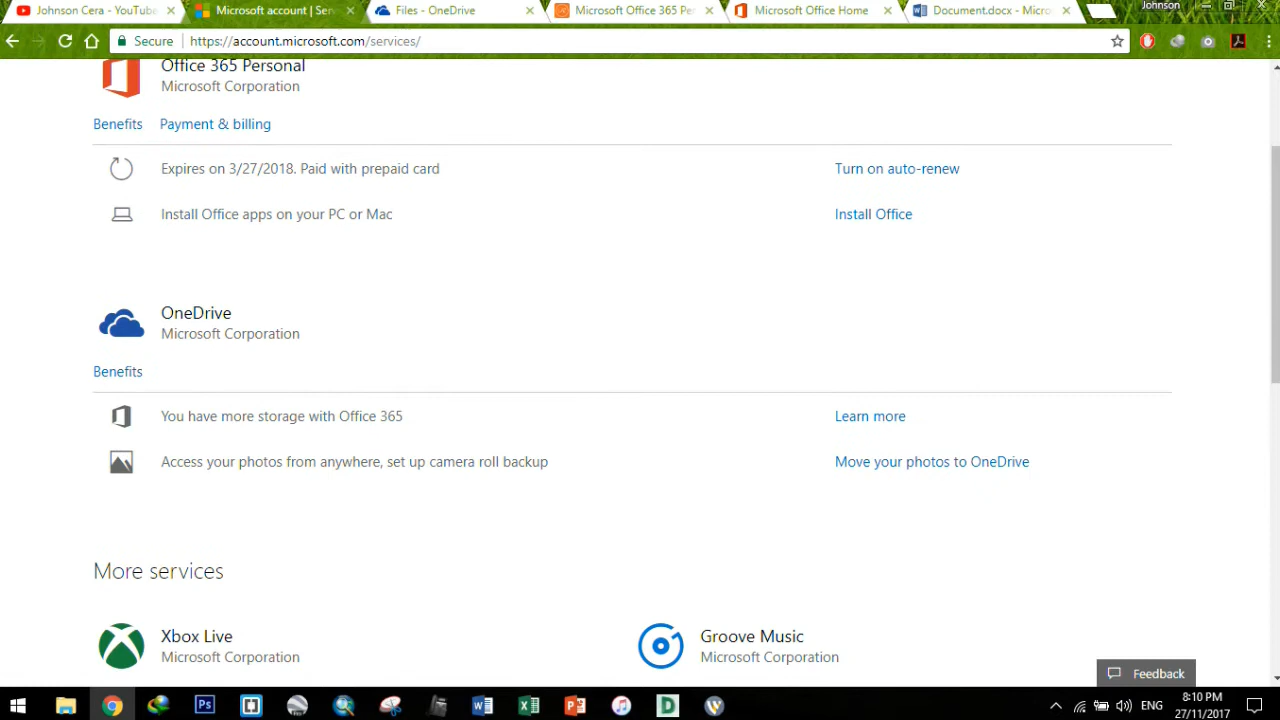 Johnson Cera - YouTube
Microsoft account | Ser
Files - OneDrive
Microsoft Office 365 Pe
Microsoft Office Home
Document.docx - Micro
Johnson
Secure
https://account.microsoft.com/services/
Office 365 Personal
Microsoft Corporation
Benefits Payment & billing
Expires on 3/27/2018. Paid with prepaid card Turn on auto-renew
Install Office apps on your PC or Mac Install Office
OneDrive
Microsoft Corporation
Benefits
You have more storage with Office 365 Learn more
Access your photos from anywhere, set up camera roll backup Move your photos to OneDrive
More services
Xbox Live
Microsoft Corporation
Groove Music
Microsoft Corporation
Feedback
Ps
ENG
8:10 PM
27/11/2017